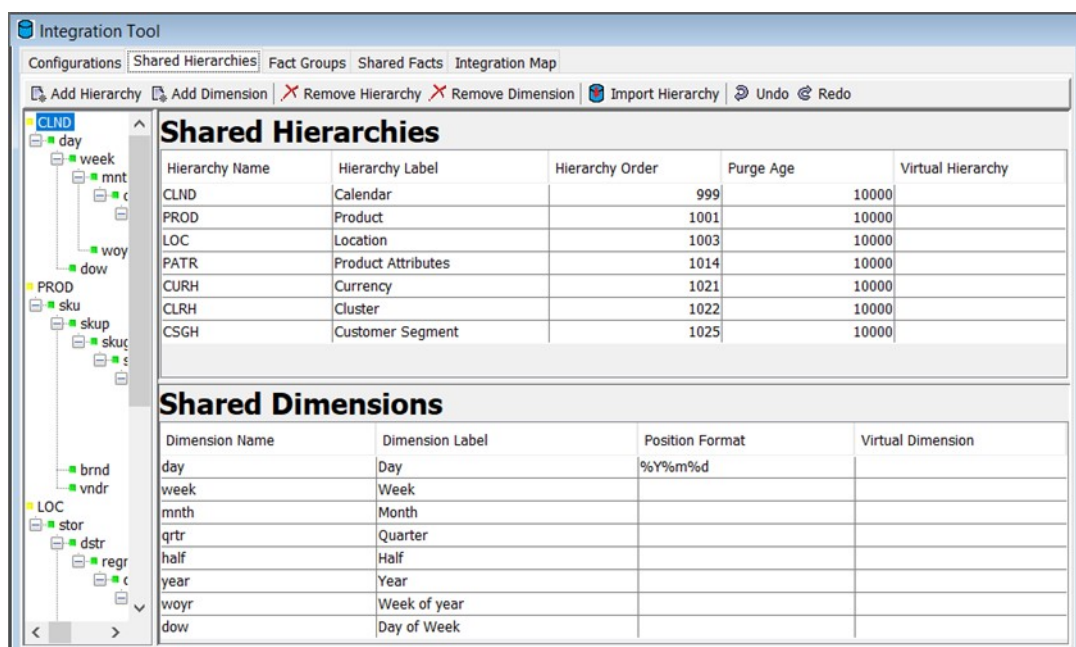 Integration Tool
Configurations Shared Hierarchies Fact Groups Shared Facts Integration Map
Add Hierarchy Add Dimension Remove Hierarchy Remove Dimension Import Hierarchy Undo Redo
CLND
day
week
mnt
woy
dow
PROD
sku
skup
brnd
vndr
LOC
stor
dstr
Shared Hierarchies
Hierarchy Name Hierarchy Label Hierarchy Order Purge Age Virtual Hierarchy
CLND Calendar 999 10000
PROD Product 1001 10000
LOC Location 1003 10000
PATR Product Attributes 1014 10000
CURH Currency 1021 10000
CLRH Cluster 1022 10000
CSGH Customer Segment 1025 10000
Shared Dimensions
Dimension Name Dimension Label Position Format Virtual Dimension
day Day %Y%m%d
week Week
mnth Month
qrtr Quarter
half Half
year Year
woyr Week of year
dow Day of Week